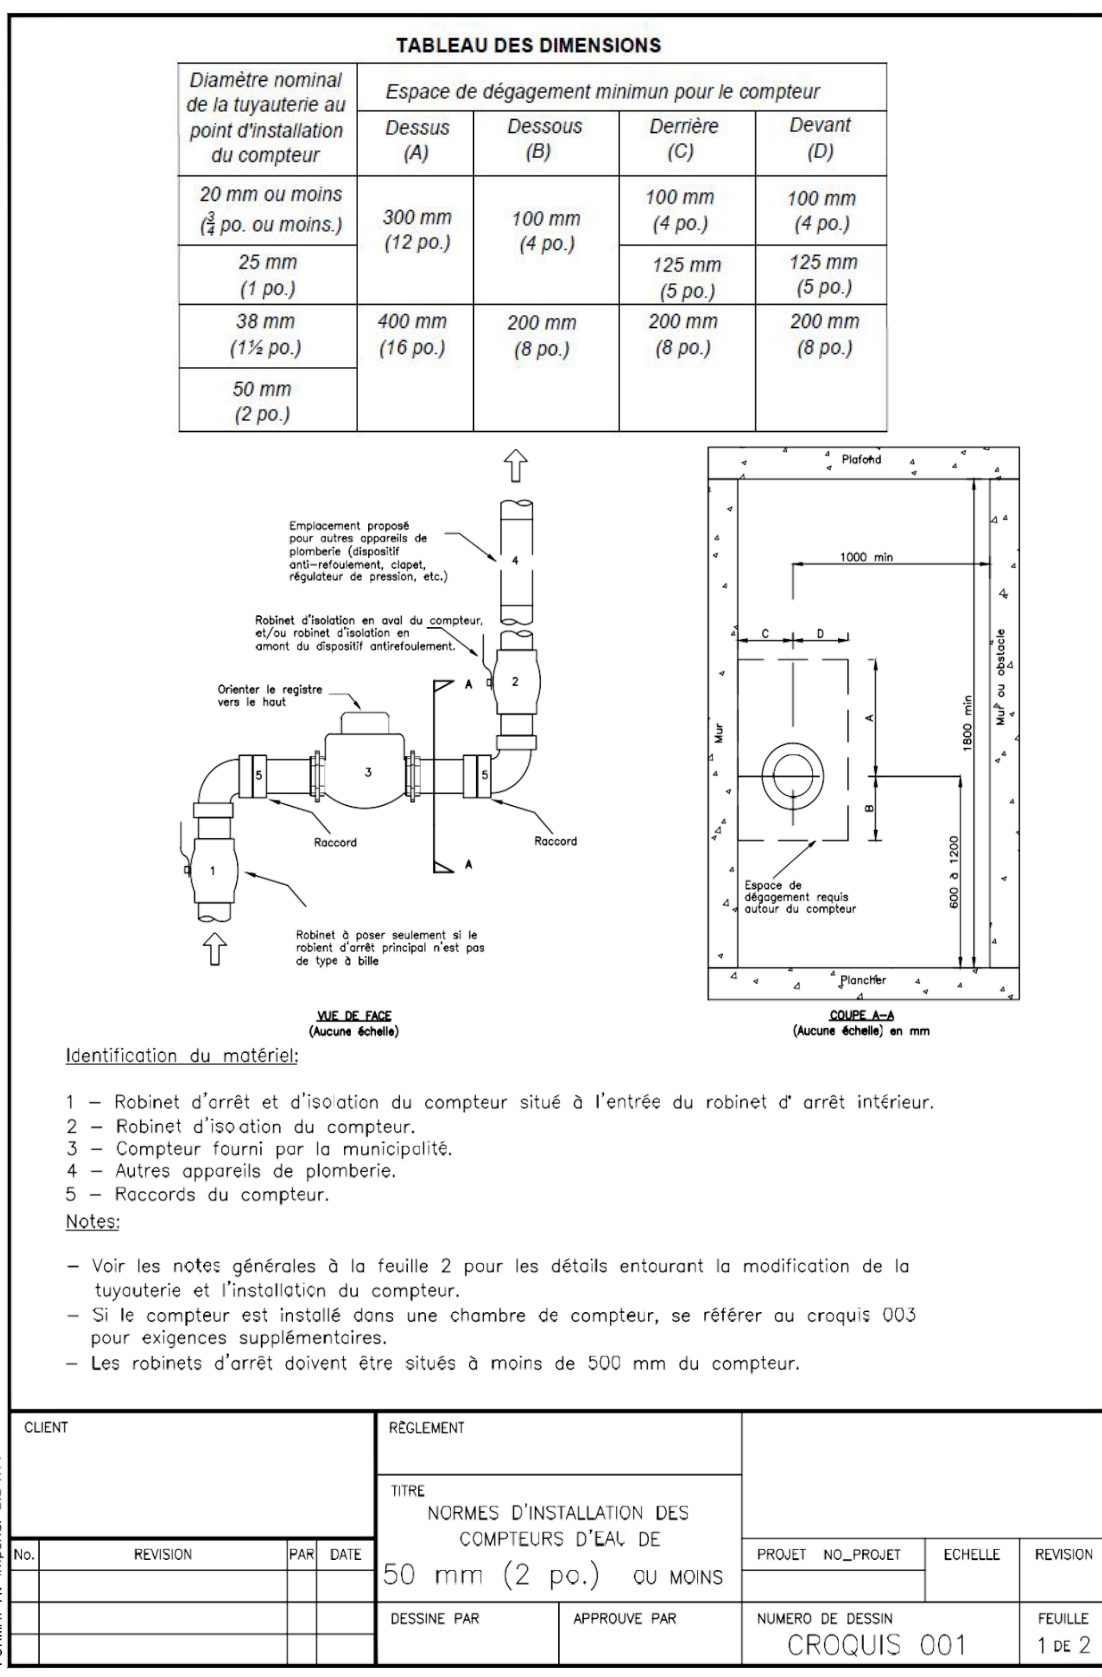 TABLEAU DES DIMENSIONS
Diamètre nominal
de la tuyauterie au
point d'installation
du compteur
Espace de dégagement minimun pour le compteur
Dessus
(A)
Dessous
(B)
Derrière
(C)
Devant
(D)
20 mm ou moins
(3/4 po. ou moins.)
300 mm
(12 po.)
100 mm
(4 po.)
100 mm
(4 po.)
100 mm
(4 po.)
25 mm
(1 po.)
125 mm
(5 po.)
125 mm
(5 po.)
38 mm
(1½ po.)
400 mm
(16 po.)
200 mm
(8 po.)
200 mm
(8 po.)
200 mm
(8 po.)
50 mm
(2 po.)
Emplacement proposé
pour autres appareils de
plomberie (dispositif
anti-refoulement, clapet,
régulateur de pression, etc.)
4
Robinet d'isolation en aval du compteur,
et/ou robinet d'isolation en
amont du dispositif antirefoulement.
Orienter le registre
vers le haut
A
2
5
3
5
Raccord
Raccord
1
A
Robinet à poser seulement si le
robient d'arrêt principal n'est pas
de type à bille
VUE DE FACE
(Aucune échelle)
Plafond
1000 min
C
D
A
B
Mur
Mur ou obstacle
1800 min
600 à 1200
Espace de
dégagement requis
autour du compteur
Plancher
COUPE A-A
(Aucune échelle) en mm
Identification du matériel:
1 – Robinet d'arrêt et d'isolation du compteur situé à l'entrée du robinet d' arrêt intérieur.
2 – Robinet d'isolation du compteur.
3 – Compteur fourni par la municipalité.
4 – Autres appareils de plomberie.
5 – Raccords du compteur.
Notes:
– Voir les notes générales à la feuille 2 pour les détails entourant la modification de la
tuyauterie et l'installation du compteur.
– Si le compteur est installé dans une chambre de compteur, se référer au croquis 003
pour exigences supplémentaires.
– Les robinets d'arrêt doivent être situés à moins de 500 mm du compteur.
CLIENT
RÈGLEMENT
TITRE
NORMES D'INSTALLATION DES
COMPTEURS D'EAU DE
50 mm (2 po.) OU MOINS
No.
REVISION
PAR
DATE
PROJET NO_PROJET
ECHELLE
REVISION
DESSINE PAR
APPROUVE PAR
NUMERO DE DESSIN
CROQUIS 001
FEUILLE
1 DE 2